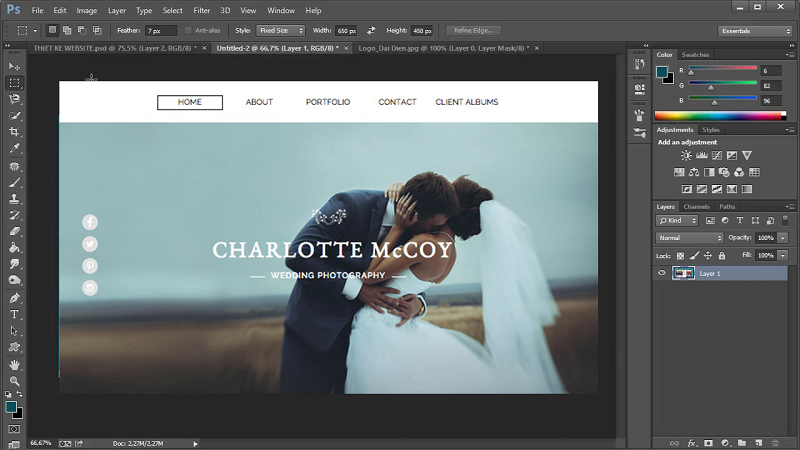 Ps File Edit Image Layer Type Select Filter 3D View Window Help
Feather: 7 px Anti-alias Style: Fixed Size Width: 650 px Height: 450 px Refine Edge... Essentials
THIET KE WEBSITE.psd @ 75,5% (Layer 2, RGB/8) * × Untitled-2 @ 66,7% (Layer 1, RGB/8) * × Logo_Dai Dien.jpg @ 100% (Layer 0, Layer Mask/8) * ×
Color Swatches
R 6
G 82
B 96
HOME ABOUT PORTFOLIO CONTACT CLIENT ALBUMS
Adjustments Styles
Add an adjustment
CHARLOTTE McCOY
WEDDING PHOTOGRAPHY
Layers Channels Paths
Kind
Normal Opacity: 100%
Lock: Fill: 100%
Layer 1
T
66,67% Doc: 2,27M/2,27M
fx